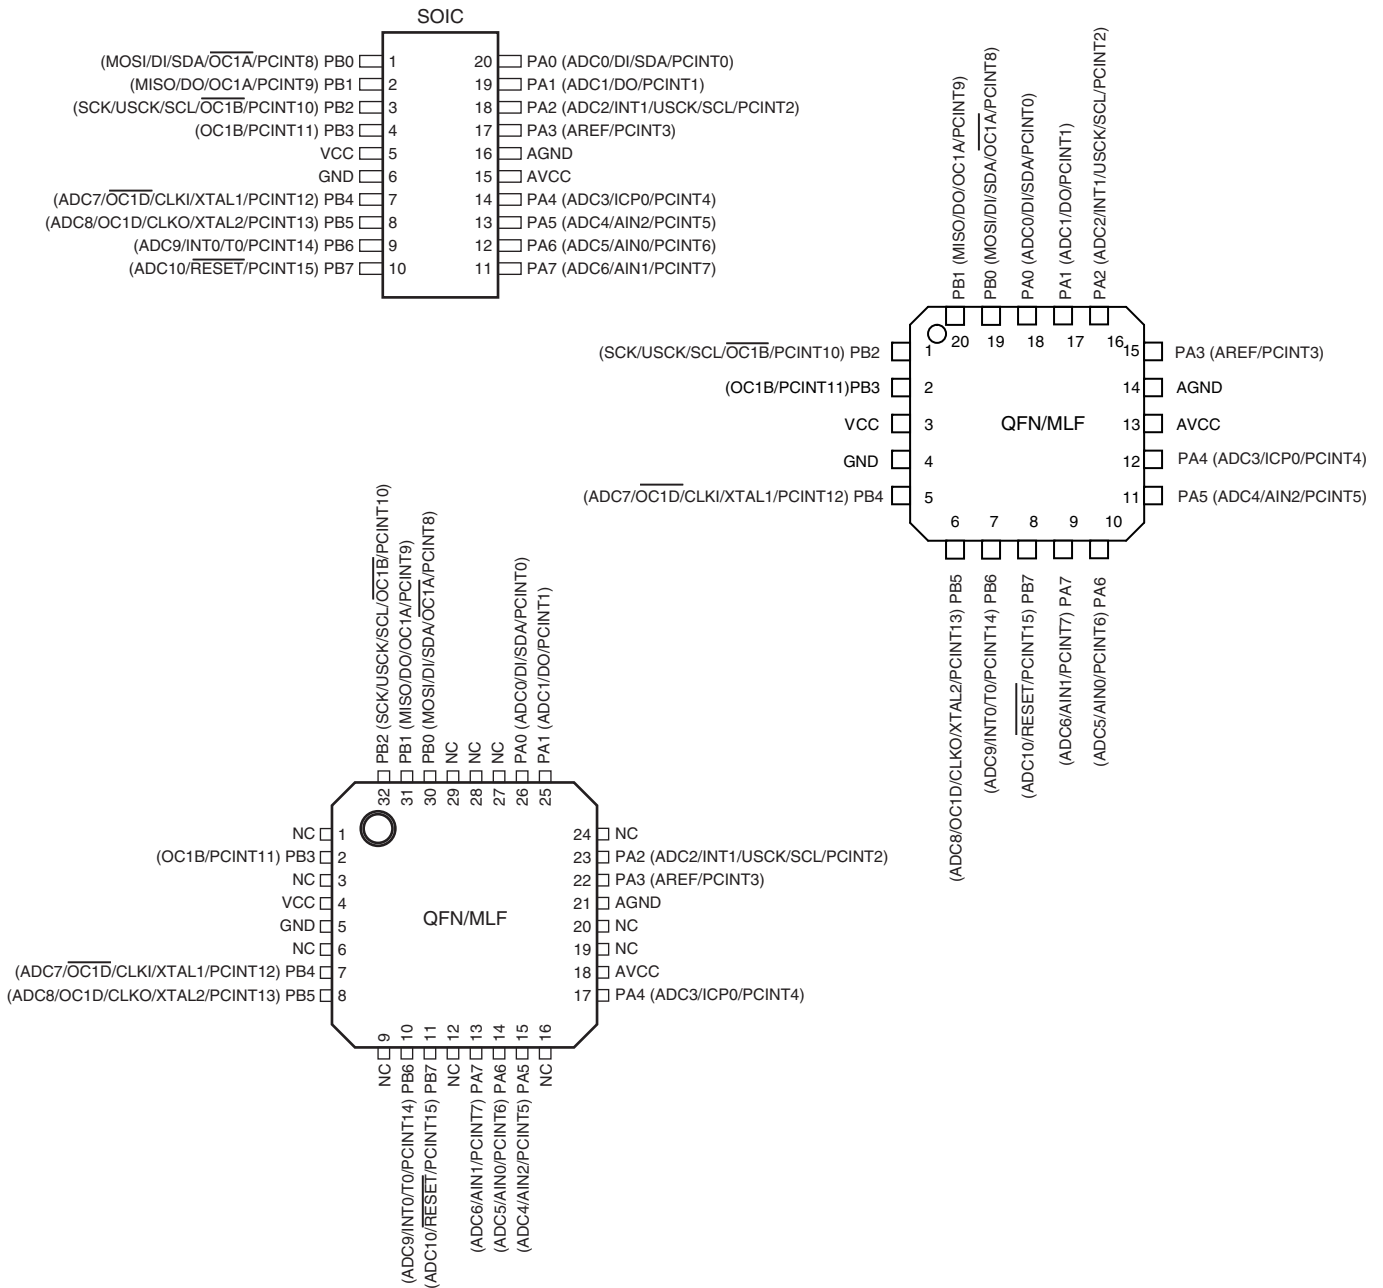 SOIC
(MOSI/DI/SDA/OC1A/PCINT8) PB0 1
(MISO/DO/OC1A/PCINT9) PB1 2
(SCK/USCK/SCL/OC1B/PCINT10) PB2 3
(OC1B/PCINT11) PB3 4
VCC 5
GND 6
(ADC7/OC1D/CLKI/XTAL1/PCINT12) PB4 7
(ADC8/OC1D/CLKO/XTAL2/PCINT13) PB5 8
(ADC9/INT0/T0/PCINT14) PB6 9
(ADC10/RESET/PCINT15) PB7 10
20 PA0 (ADC0/DI/SDA/PCINT0)
19 PA1 (ADC1/DO/PCINT1)
18 PA2 (ADC2/INT1/USCK/SCL/PCINT2)
17 PA3 (AREF/PCINT3)
16 AGND
15 AVCC
14 PA4 (ADC3/ICP0/PCINT4)
13 PA5 (ADC4/AIN2/PCINT5)
12 PA6 (ADC5/AIN0/PCINT6)
11 PA7 (ADC6/AIN1/PCINT7)
20 PB1 (MISO/DO/OC1A/PCINT9)
19 PB0 (MOSI/DI/SDA/OC1A/PCINT8)
18 PA0 (ADC0/DI/SDA/PCINT0)
17 PA1 (ADC1/DO/PCINT1)
16 PA2 (ADC2/INT1/USCK/SCL/PCINT2)
(SCK/USCK/SCL/OC1B/PCINT10) PB2 1
(OC1B/PCINT11)PB3 2
VCC 3
GND 4
(ADC7/OC1D/CLKI/XTAL1/PCINT12) PB4 5
QFN/MLF
15 PA3 (AREF/PCINT3)
14 AGND
13 AVCC
12 PA4 (ADC3/ICP0/PCINT4)
11 PA5 (ADC4/AIN2/PCINT5)
6 (ADC8/OC1D/CLKO/XTAL2/PCINT13) PB5
7 (ADC9/INT0/T0/PCINT14) PB6
8 (ADC10/RESET/PCINT15) PB7
9 (ADC6/AIN1/PCINT7) PA7
10 (ADC5/AIN0/PCINT6) PA6
32 PB2 (SCK/USCK/SCL/OC1B/PCINT10)
31 PB1 (MISO/DO/OC1A/PCINT9)
30 PB0 (MOSI/DI/SDA/OC1A/PCINT8)
29 NC
28 NC
27 NC
26 PA0 (ADC0/DI/SDA/PCINT0)
25 PA1 (ADC1/DO/PCINT1)
NC 1
(OC1B/PCINT11) PB3 2
NC 3
VCC 4
GND 5
NC 6
(ADC7/OC1D/CLKI/XTAL1/PCINT12) PB4 7
(ADC8/OC1D/CLKO/XTAL2/PCINT13) PB5 8
QFN/MLF
24 NC
23 PA2 (ADC2/INT1/USCK/SCL/PCINT2)
22 PA3 (AREF/PCINT3)
21 AGND
20 NC
19 NC
18 AVCC
17 PA4 (ADC3/ICP0/PCINT4)
9 NC
10 (ADC9/INT0/T0/PCINT14) PB6
11 (ADC10/RESET/PCINT15) PB7
12 NC
13 (ADC6/AIN1/PCINT7) PA7
14 (ADC5/AIN0/PCINT6) PA6
15 (ADC4/AIN2/PCINT5) PA5
16 NC